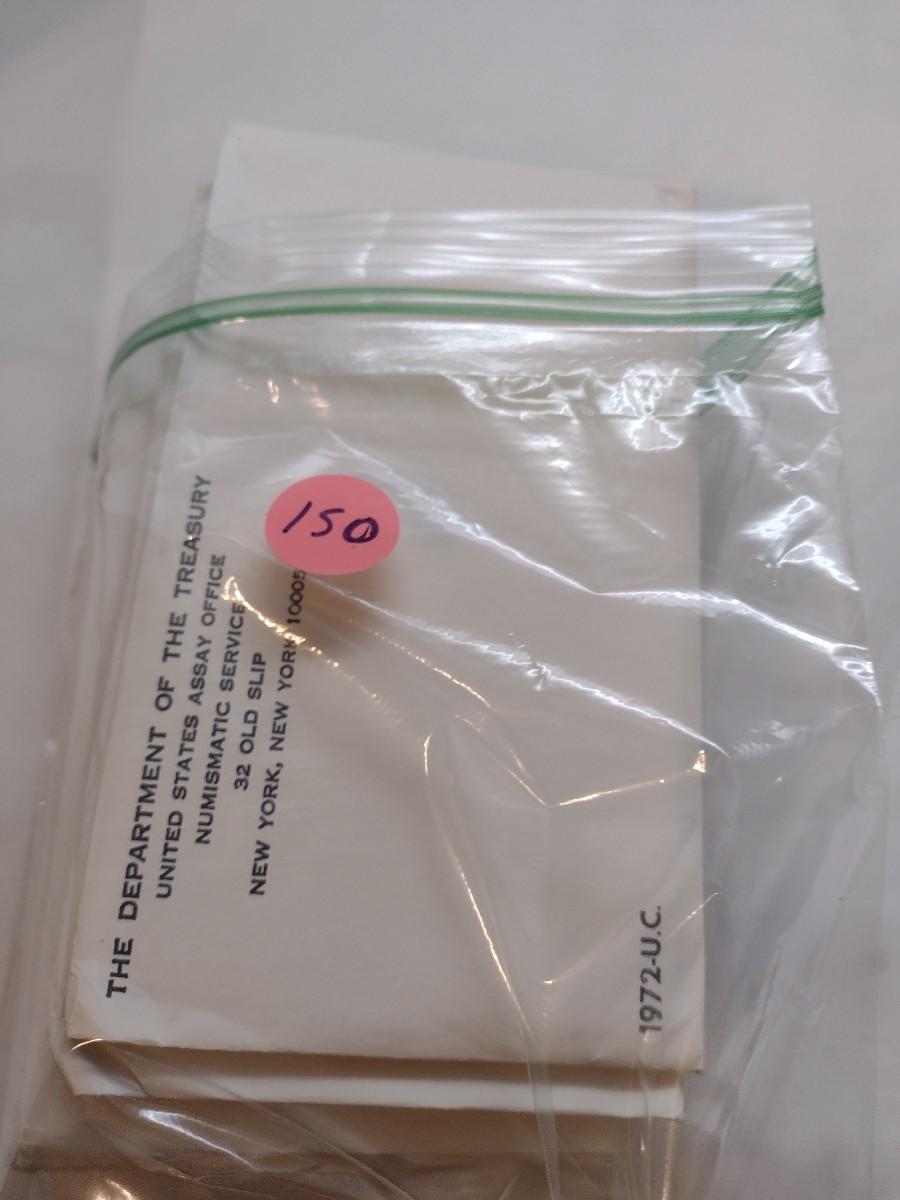 THE DEPARTMENT OF THE TREASURY
UNITED STATES ASSAY OFFICE
NUMISMATIC SERVICE
32 OLD SLIP
NEW YORK, NEW YORK 10005
150
1972-U.C.